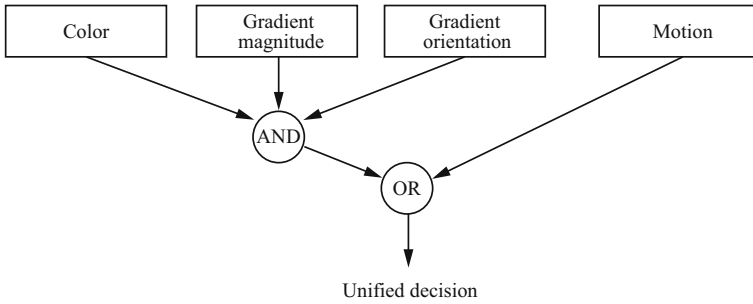 Color
Gradient
magnitude
Gradient
orientation
Motion
AND
OR
Unified decision